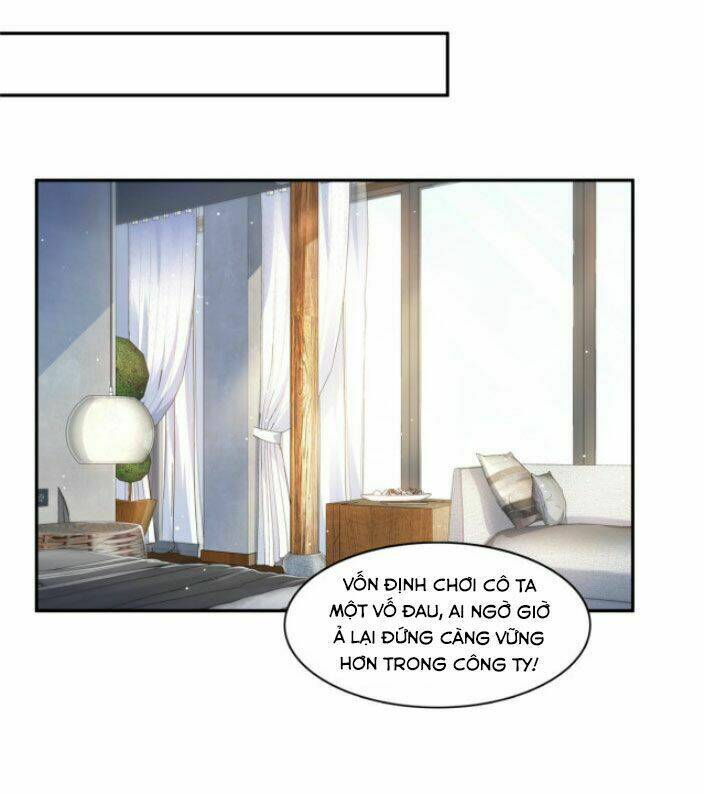 VỐN ĐỊNH CHƠI CÔ TA
MỘT VỐ ĐAU, AI NGỜ GIỜ
Ả LẠI ĐỨNG CÀNG VỮNG
HƠN TRONG CÔNG TY!